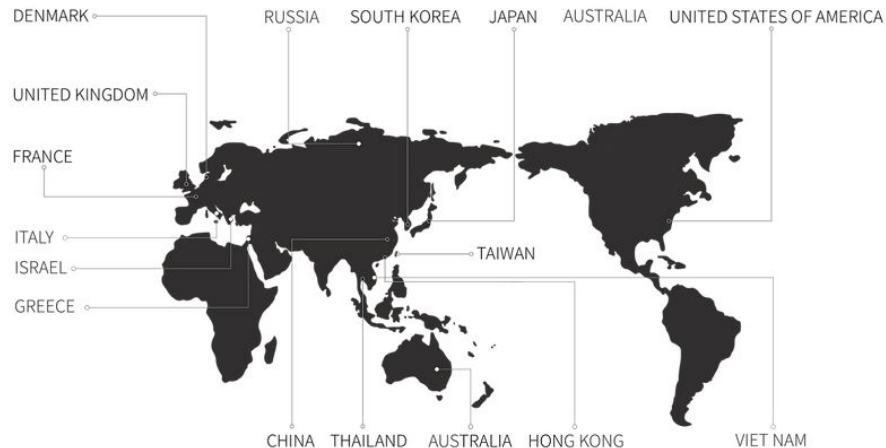 DENMARK
RUSSIA
SOUTH KOREA
JAPAN
AUSTRALIA
UNITED STATES OF AMERICA
UNITED KINGDOM
FRANCE
ITALY
TAIWAN
ISRAEL
GREECE
CHINA
THAILAND
AUSTRALIA
HONG KONG
VIET NAM